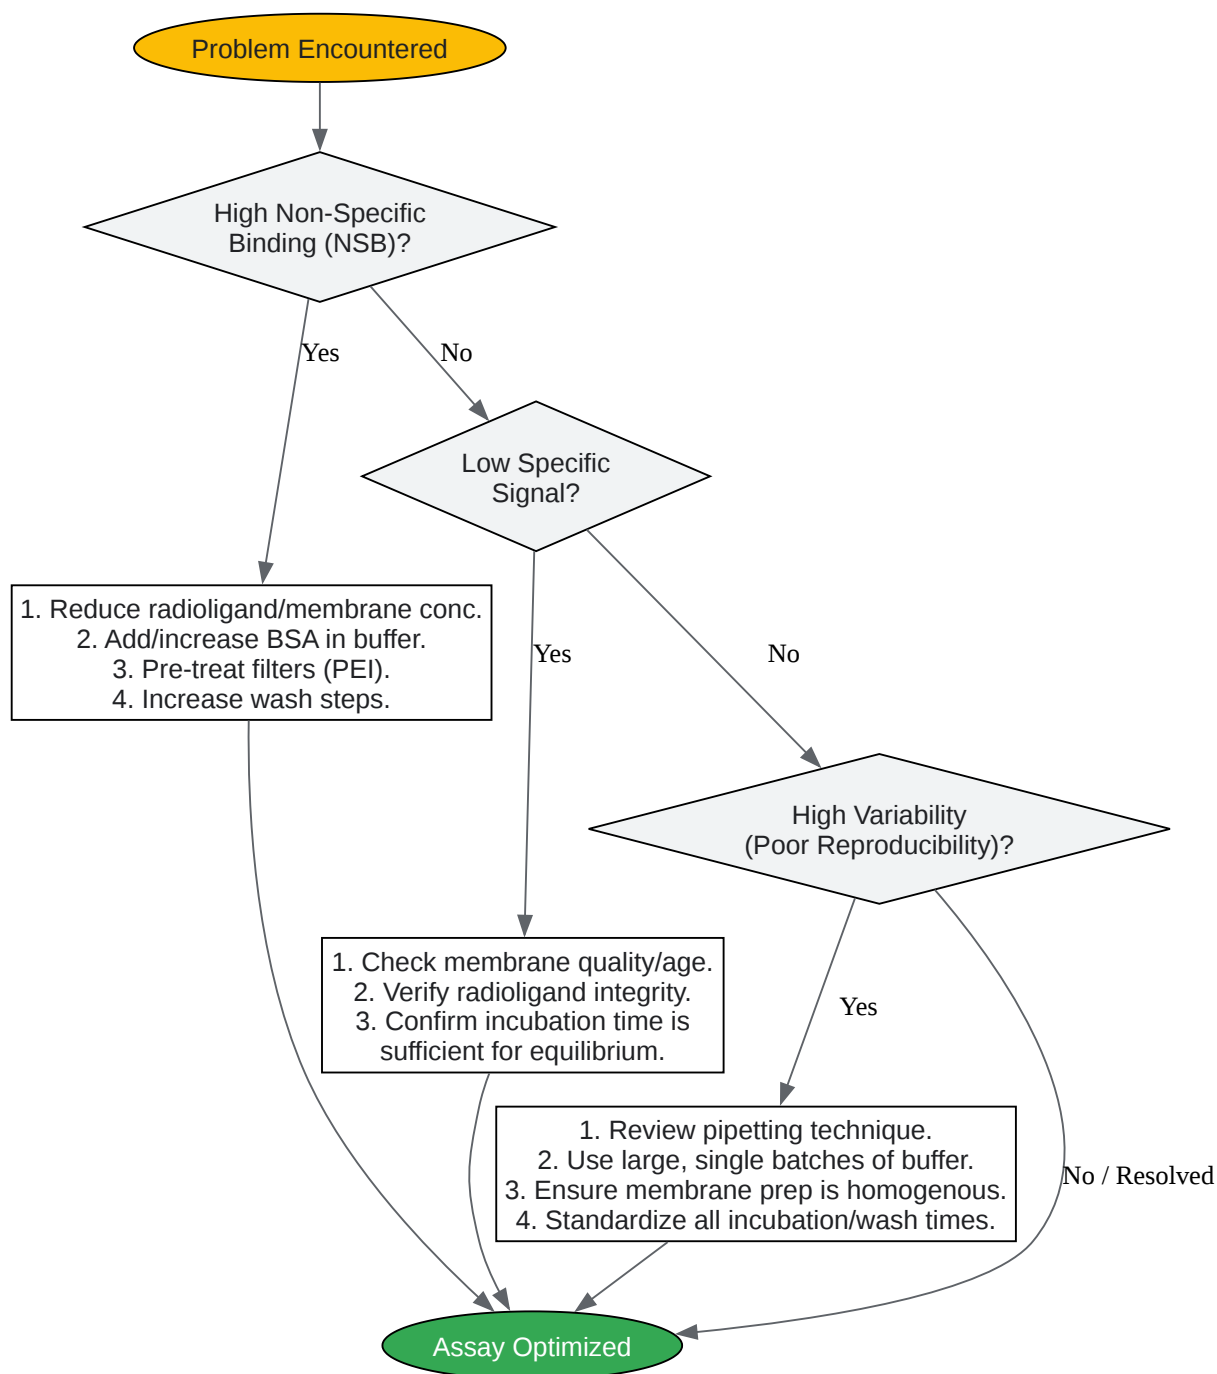 Problem Encountered
High Non-Specific
Binding (NSB)?
Yes
No
Low Specific
Signal?
1. Reduce radioligand/membrane conc.
2. Add/increase BSA in buffer.
3. Pre-treat filters (PEI).
4. Increase wash steps.
Yes
No
High Variability
(Poor Reproducibility)?
1. Check membrane quality/age.
2. Verify radioligand integrity.
3. Confirm incubation time is
sufficient for equilibrium.
Yes
1. Review pipetting technique.
2. Use large, single batches of buffer.
3. Ensure membrane prep is homogenous.
4. Standardize all incubation/wash times.
No / Resolved
Assay Optimized